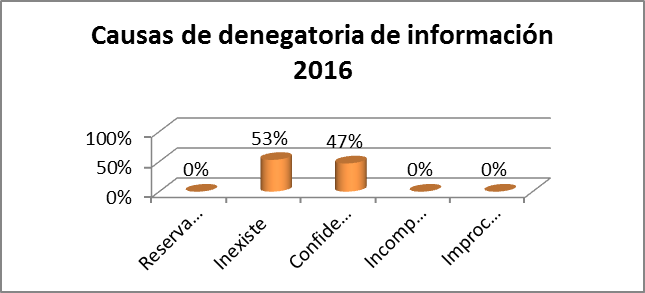 Causas de denegatoria de información
2016
100%
50%
0%
0%
53%
47%
0%
0%
Reserva...
Inexiste
Confide...
Incomp...
Improc...